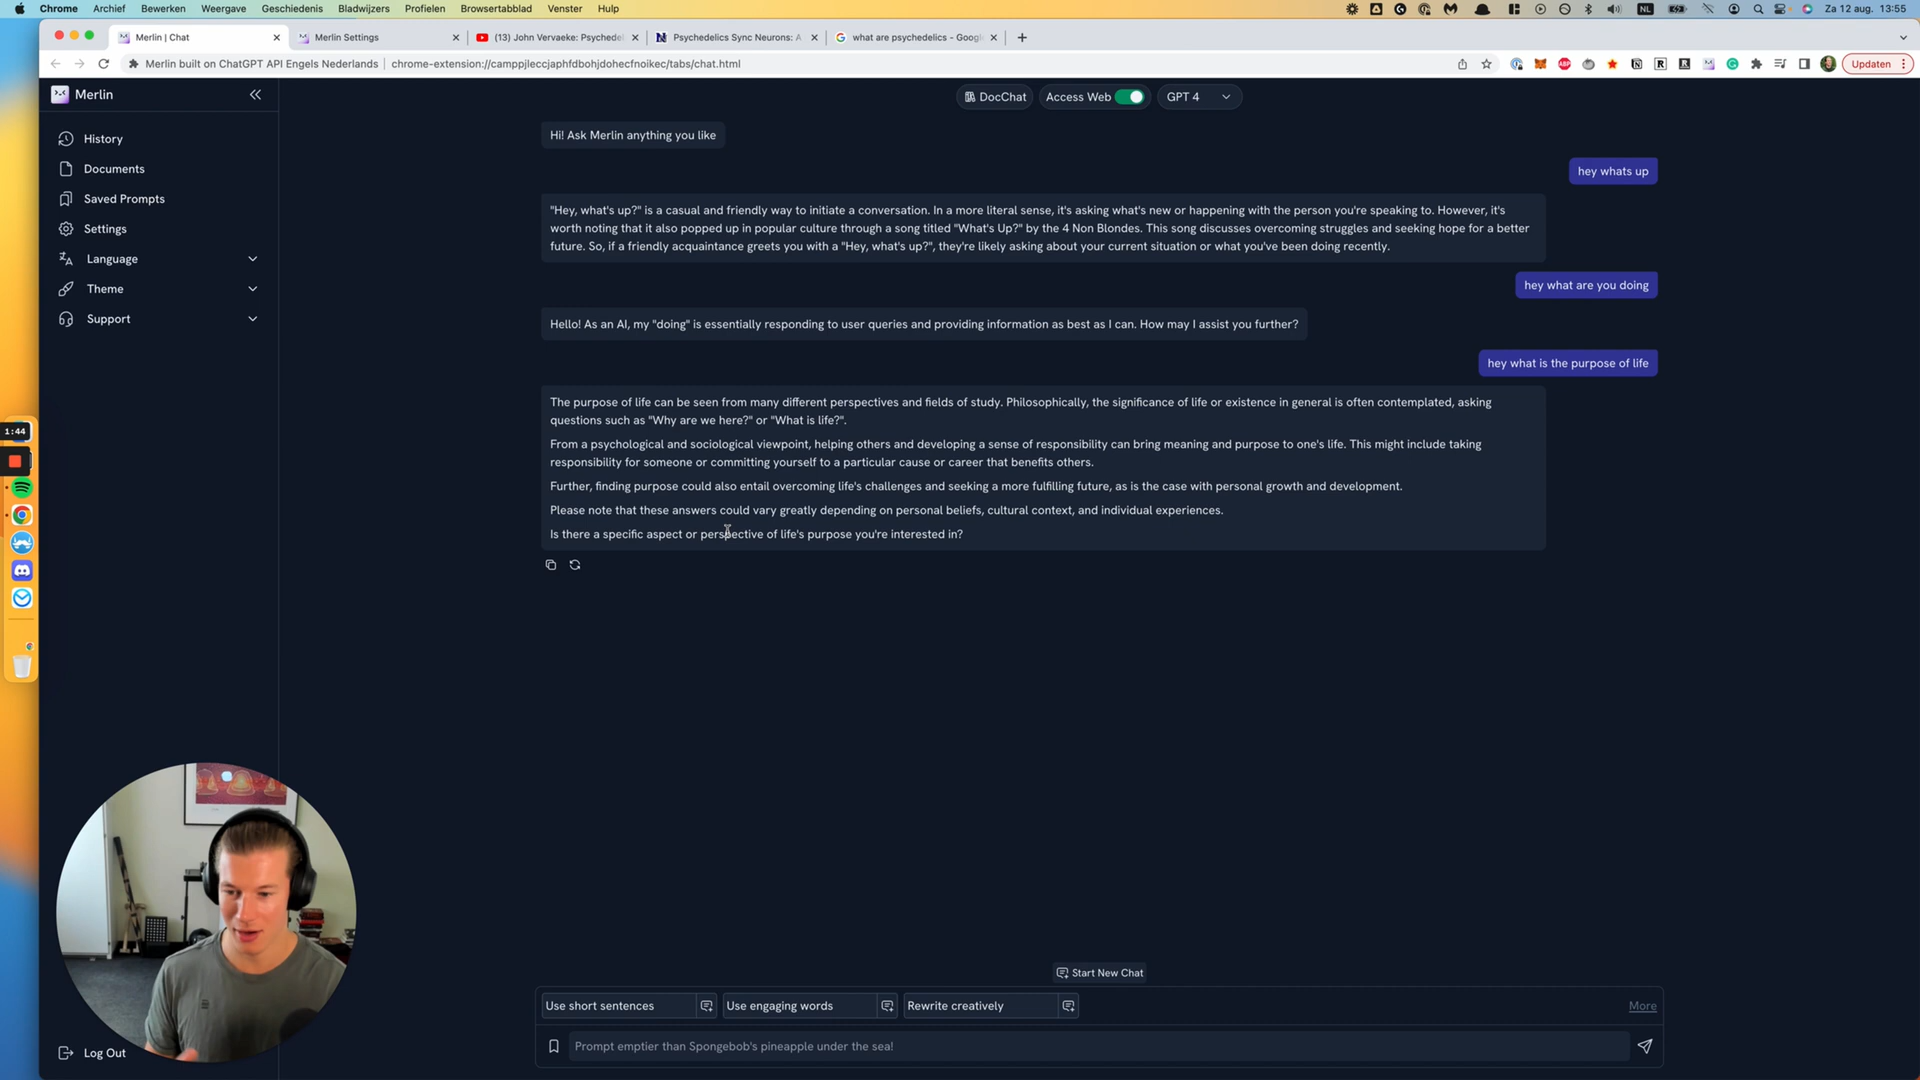 Chrome Archief Bewerken Weergave Geschiedenis Bladwijzers Profielen Browsertabblad Venster Hulp NL Za 12 aug. 13:55
Merlin | Chat Merlin Settings (13) John Vervaeke: Psychede Psychedelics Sync Neurons: A what are psychedelics - Goog
Merlin built on ChatGPT API Engels Nederlands chrome-extension://camppjleccjaphfdbohjdohecfnoikec/tabs/chat.html Updaten
Merlin
DocChat Access Web GPT 4
History
Documents
Saved Prompts
Settings
Language
Theme
Support
Log Out
1:44
Hi! Ask Merlin anything you like
hey whats up
"Hey, what's up?" is a casual and friendly way to initiate a conversation. In a more literal sense, it's asking what's new or happening with the person you're speaking to. However, it's
worth noting that it also popped up in popular culture through a song titled "What's Up?" by the 4 Non Blondes. This song discusses overcoming struggles and seeking hope for a better
future. So, if a friendly acquaintance greets you with a "Hey, what's up?", they're likely asking about your current situation or what you've been doing recently.
hey what are you doing
Hello! As an AI, my "doing" is essentially responding to user queries and providing information as best as I can. How may I assist you further?
hey what is the purpose of life
The purpose of life can be seen from many different perspectives and fields of study. Philosophically, the significance of life or existence in general is often contemplated, asking
questions such as "Why are we here?" or "What is life?".
From a psychological and sociological viewpoint, helping others and developing a sense of responsibility can bring meaning and purpose to one's life. This might include taking
responsibility for someone or committing yourself to a particular cause or career that benefits others.
Further, finding purpose could also entail overcoming life's challenges and seeking a more fulfilling future, as is the case with personal growth and development.
Please note that these answers could vary greatly depending on personal beliefs, cultural context, and individual experiences.
Is there a specific aspect or perspective of life's purpose you're interested in?
Start New Chat
Use short sentences Use engaging words Rewrite creatively More
Prompt emptier than Spongebob's pineapple under the sea!